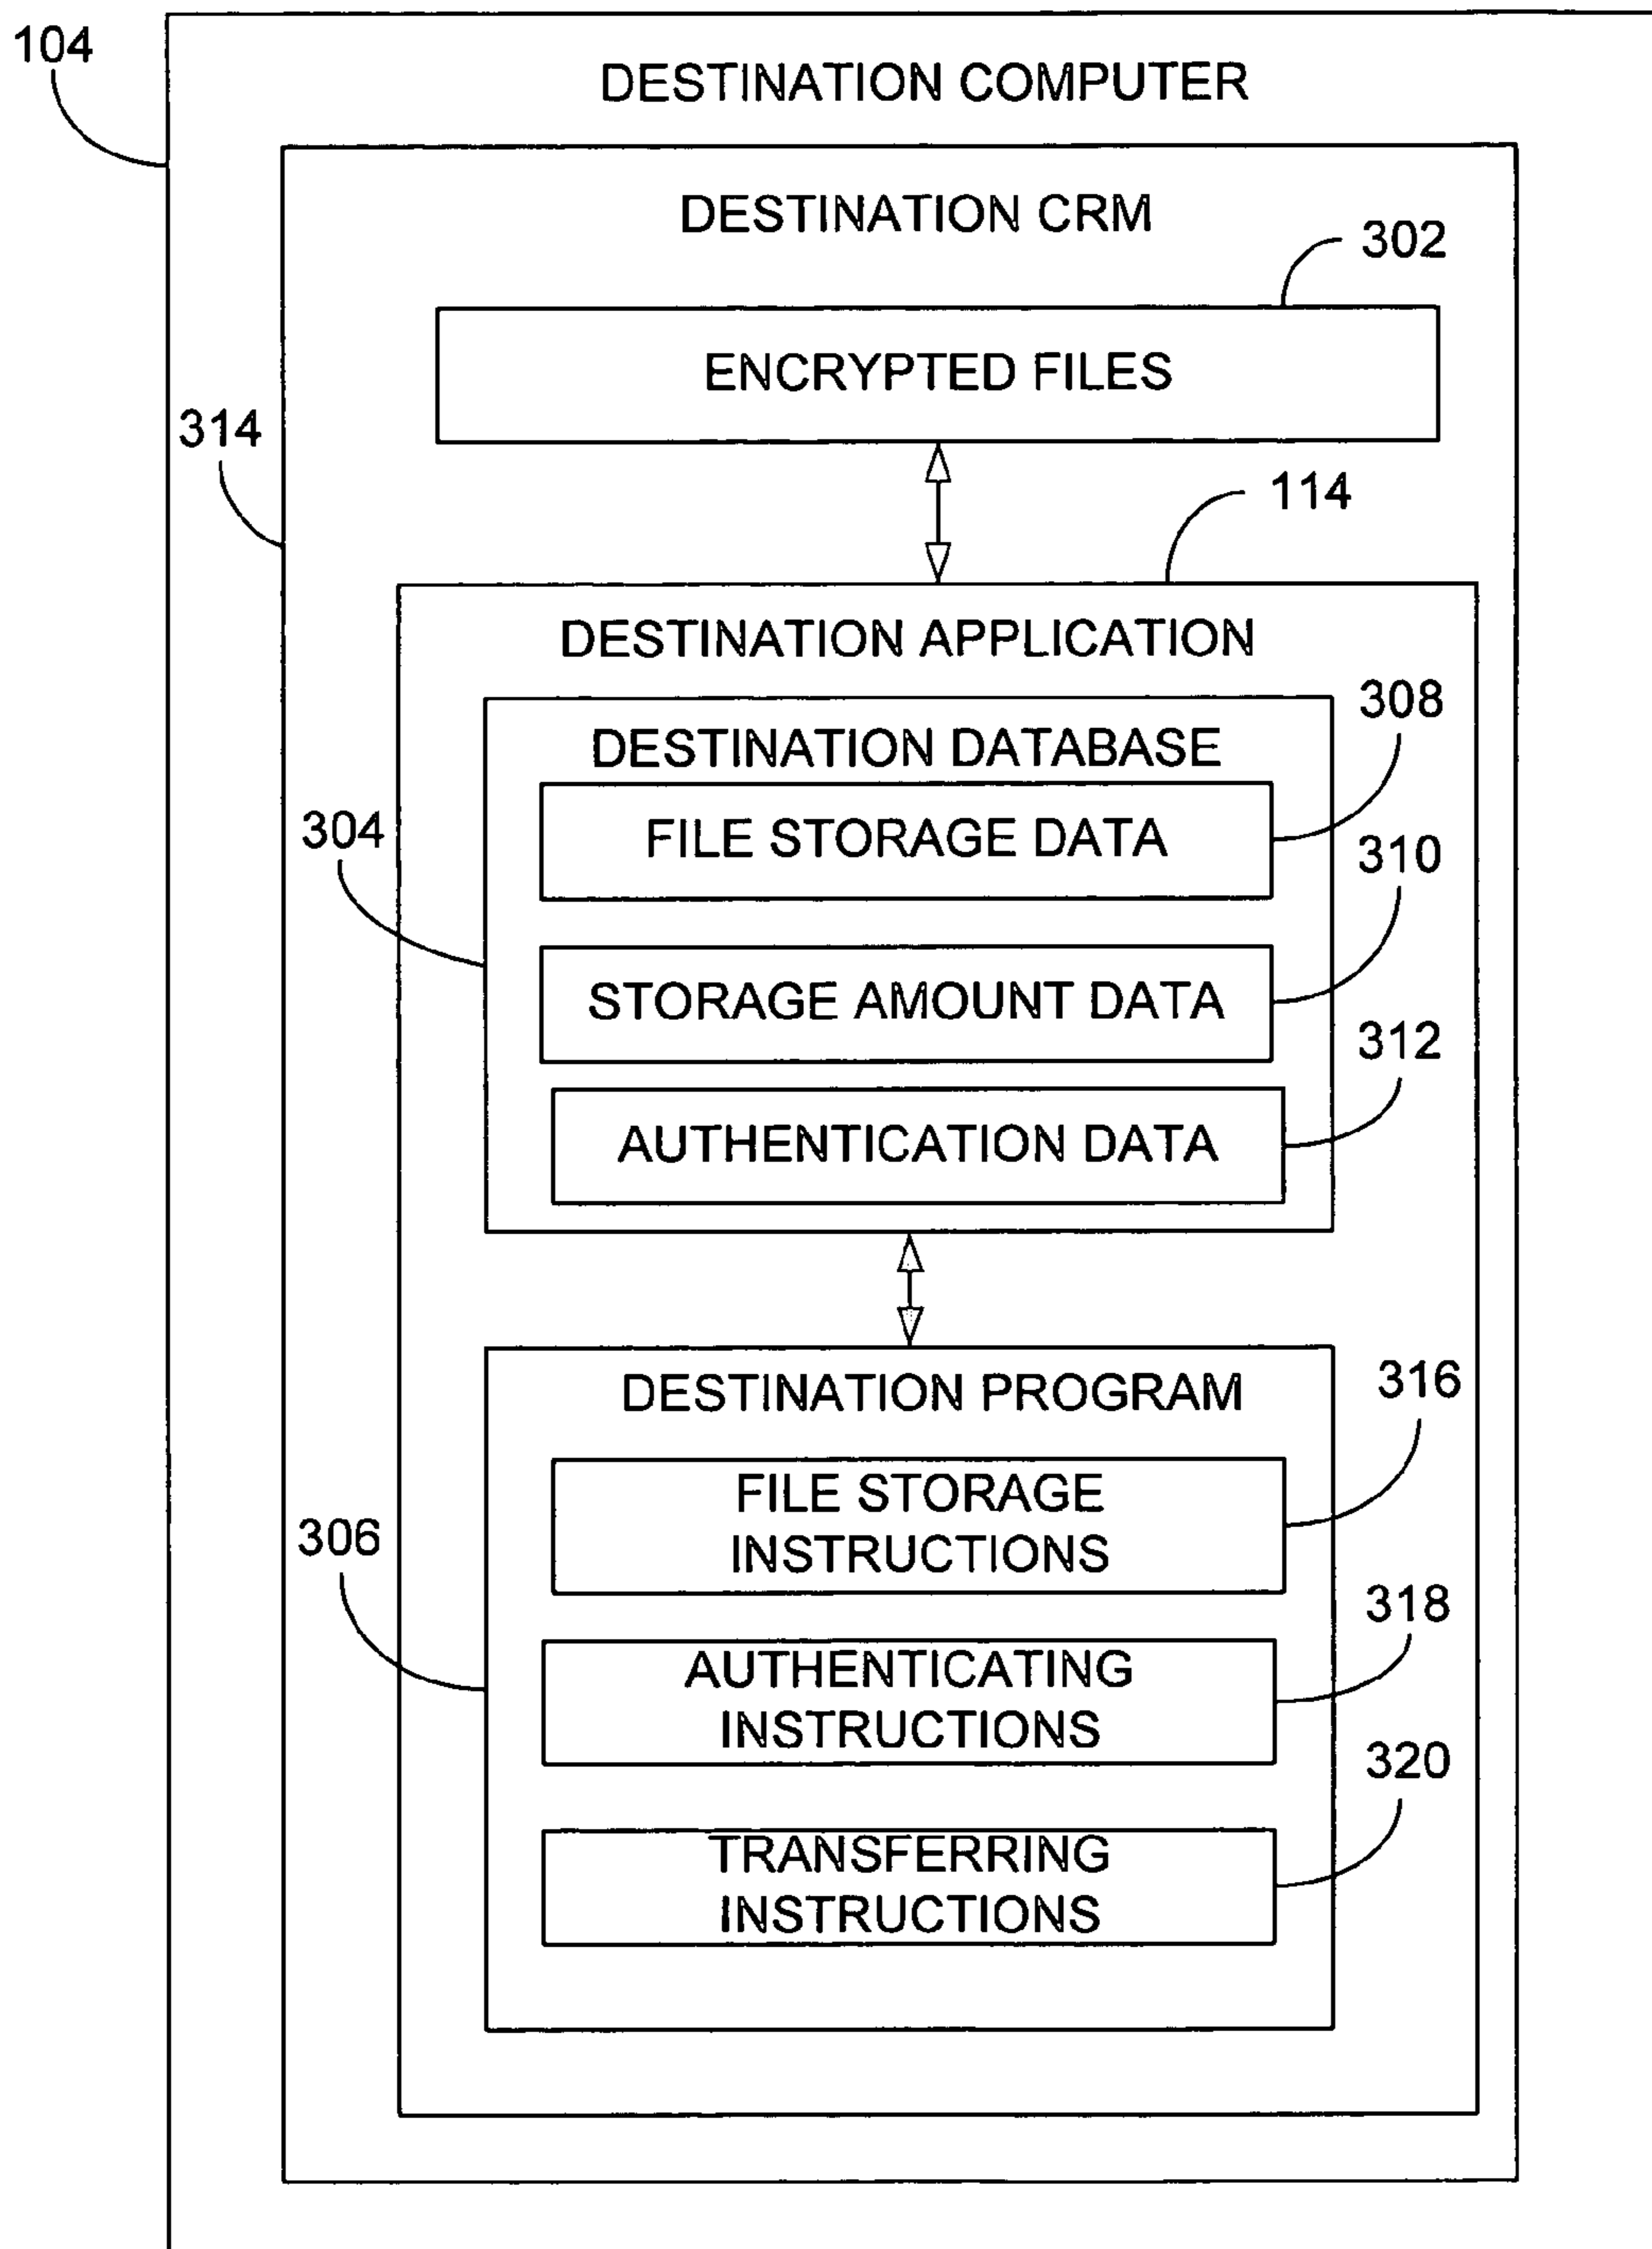 104
DESTINATION COMPUTER
DESTINATION CRM
302
ENCRYPTED FILES
314
114
DESTINATION APPLICATION
308
DESTINATION DATABASE
304
FILE STORAGE DATA
310
STORAGE AMOUNT DATA
312
AUTHENTICATION DATA
DESTINATION PROGRAM
316
FILE STORAGE
INSTRUCTIONS
306
318
AUTHENTICATING
INSTRUCTIONS
320
TRANSFERRING
INSTRUCTIONS